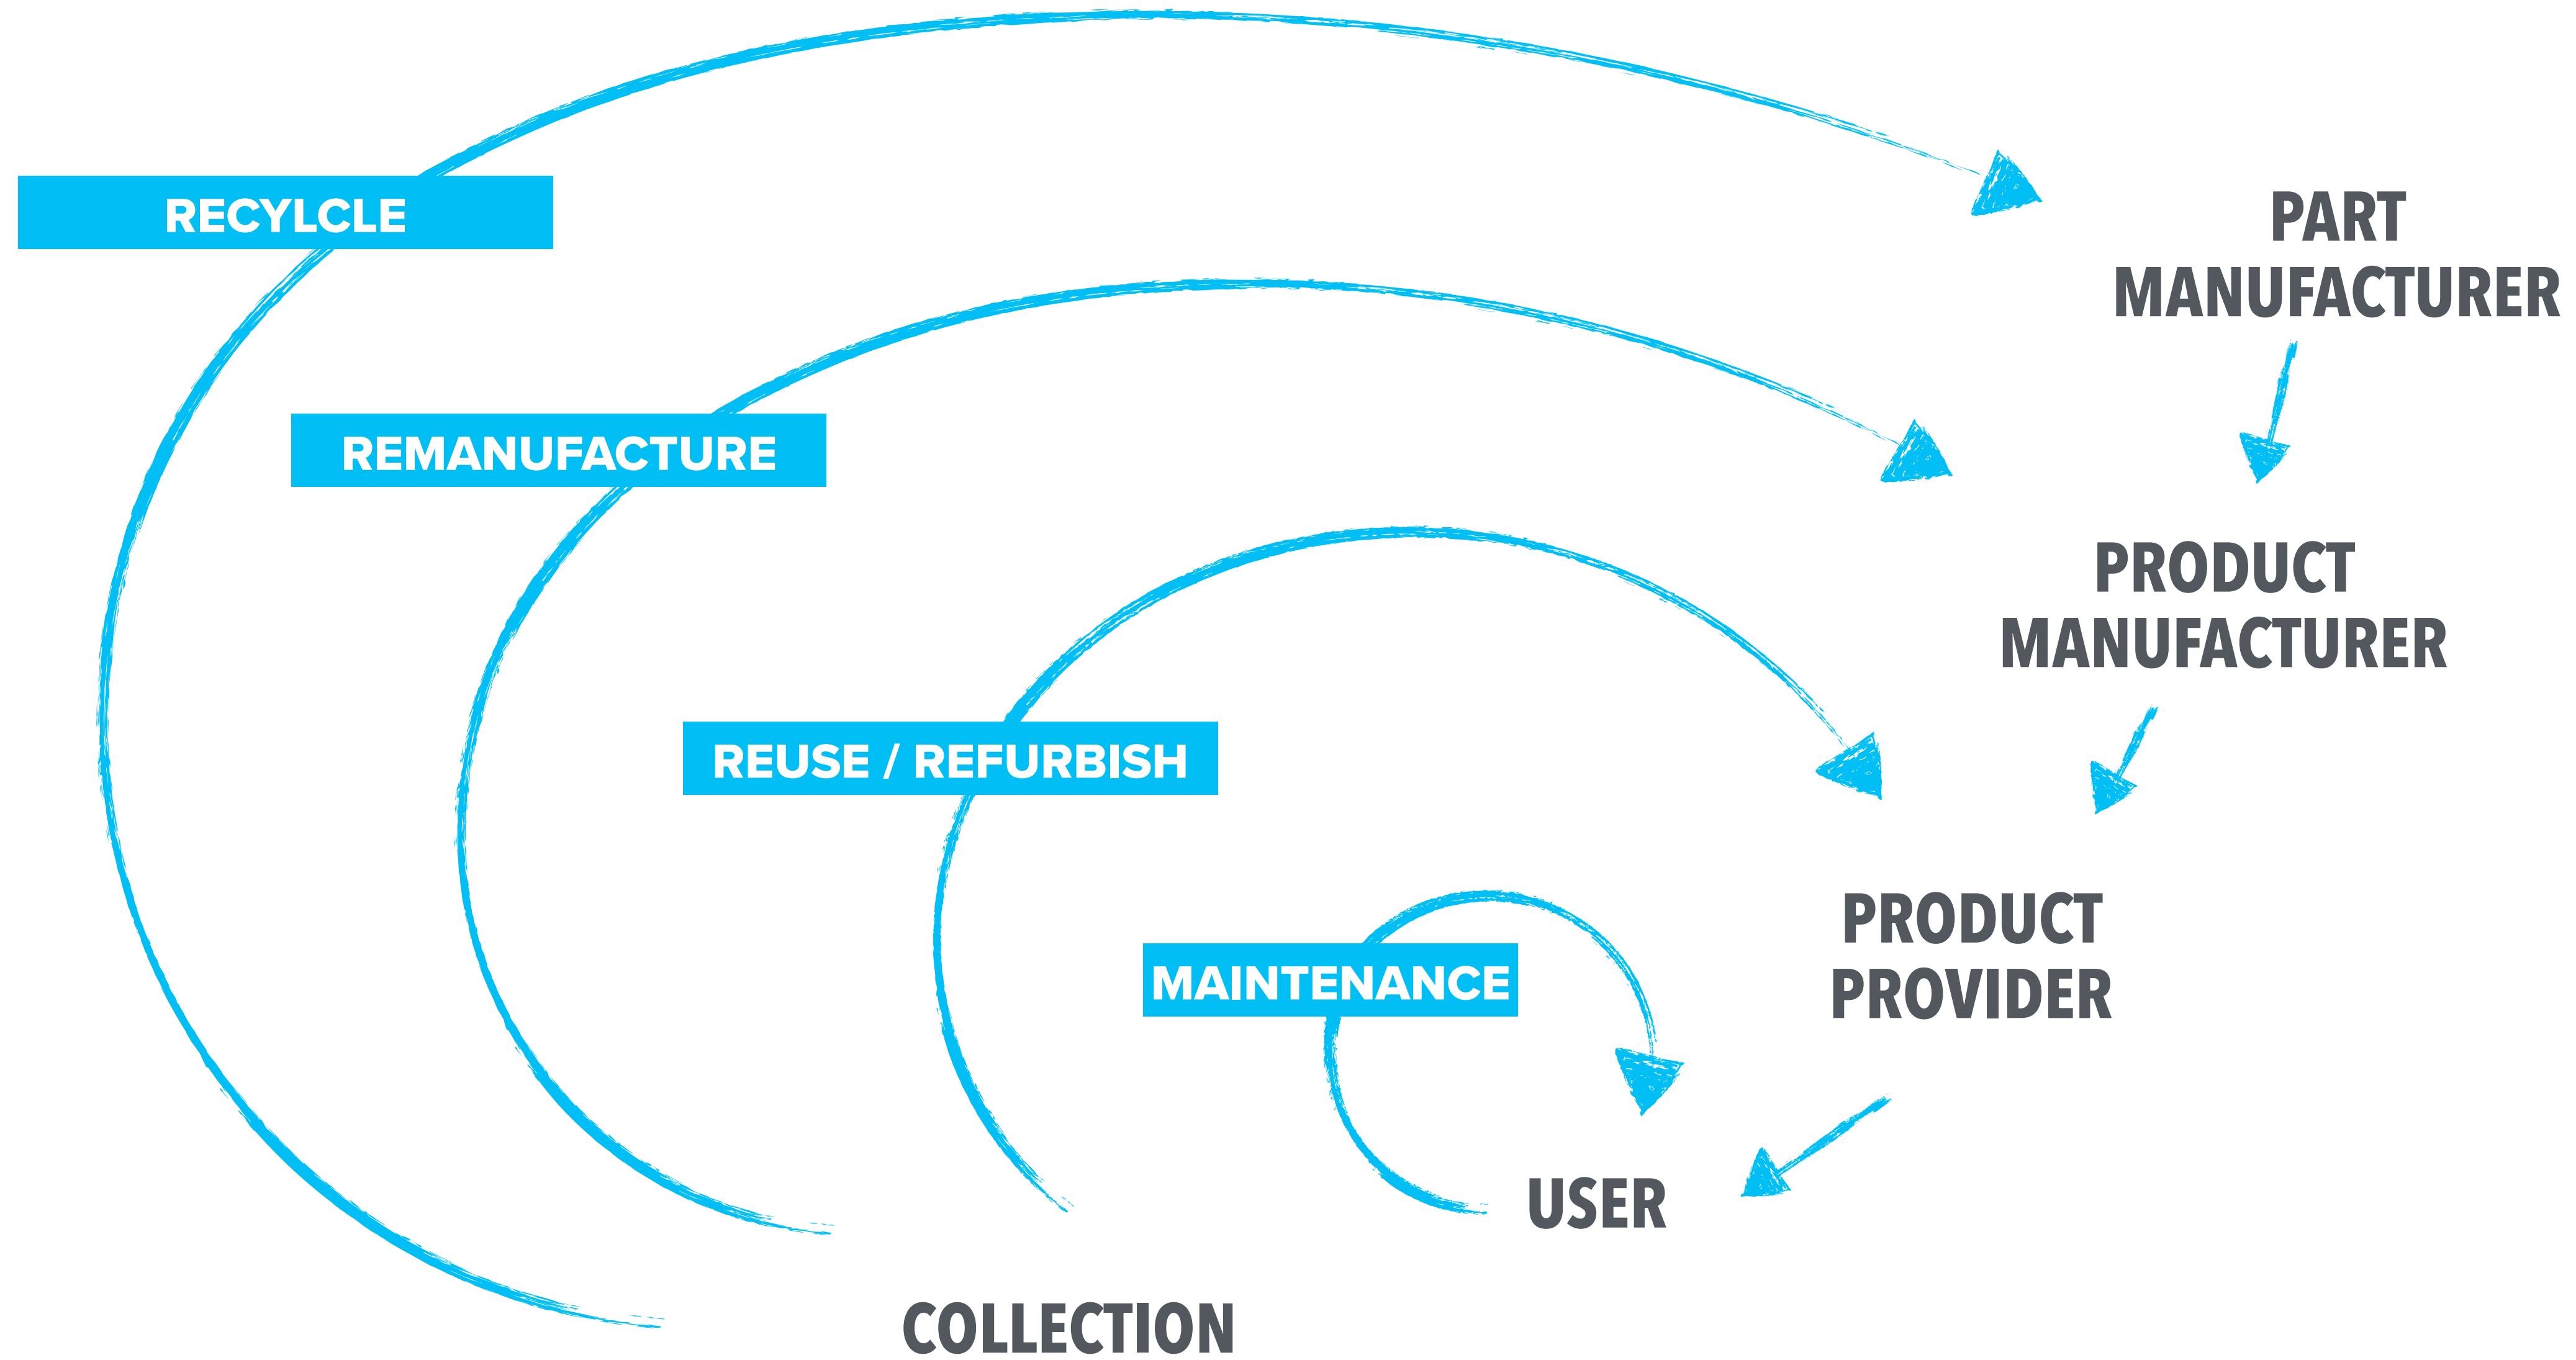 RECYLCLE
PART
MANUFACTURER
REMANUFACTURE
PRODUCT
MANUFACTURER
REUSE / REFURBISH
PRODUCT
PROVIDER
MAINTENANCE
USER
COLLECTION